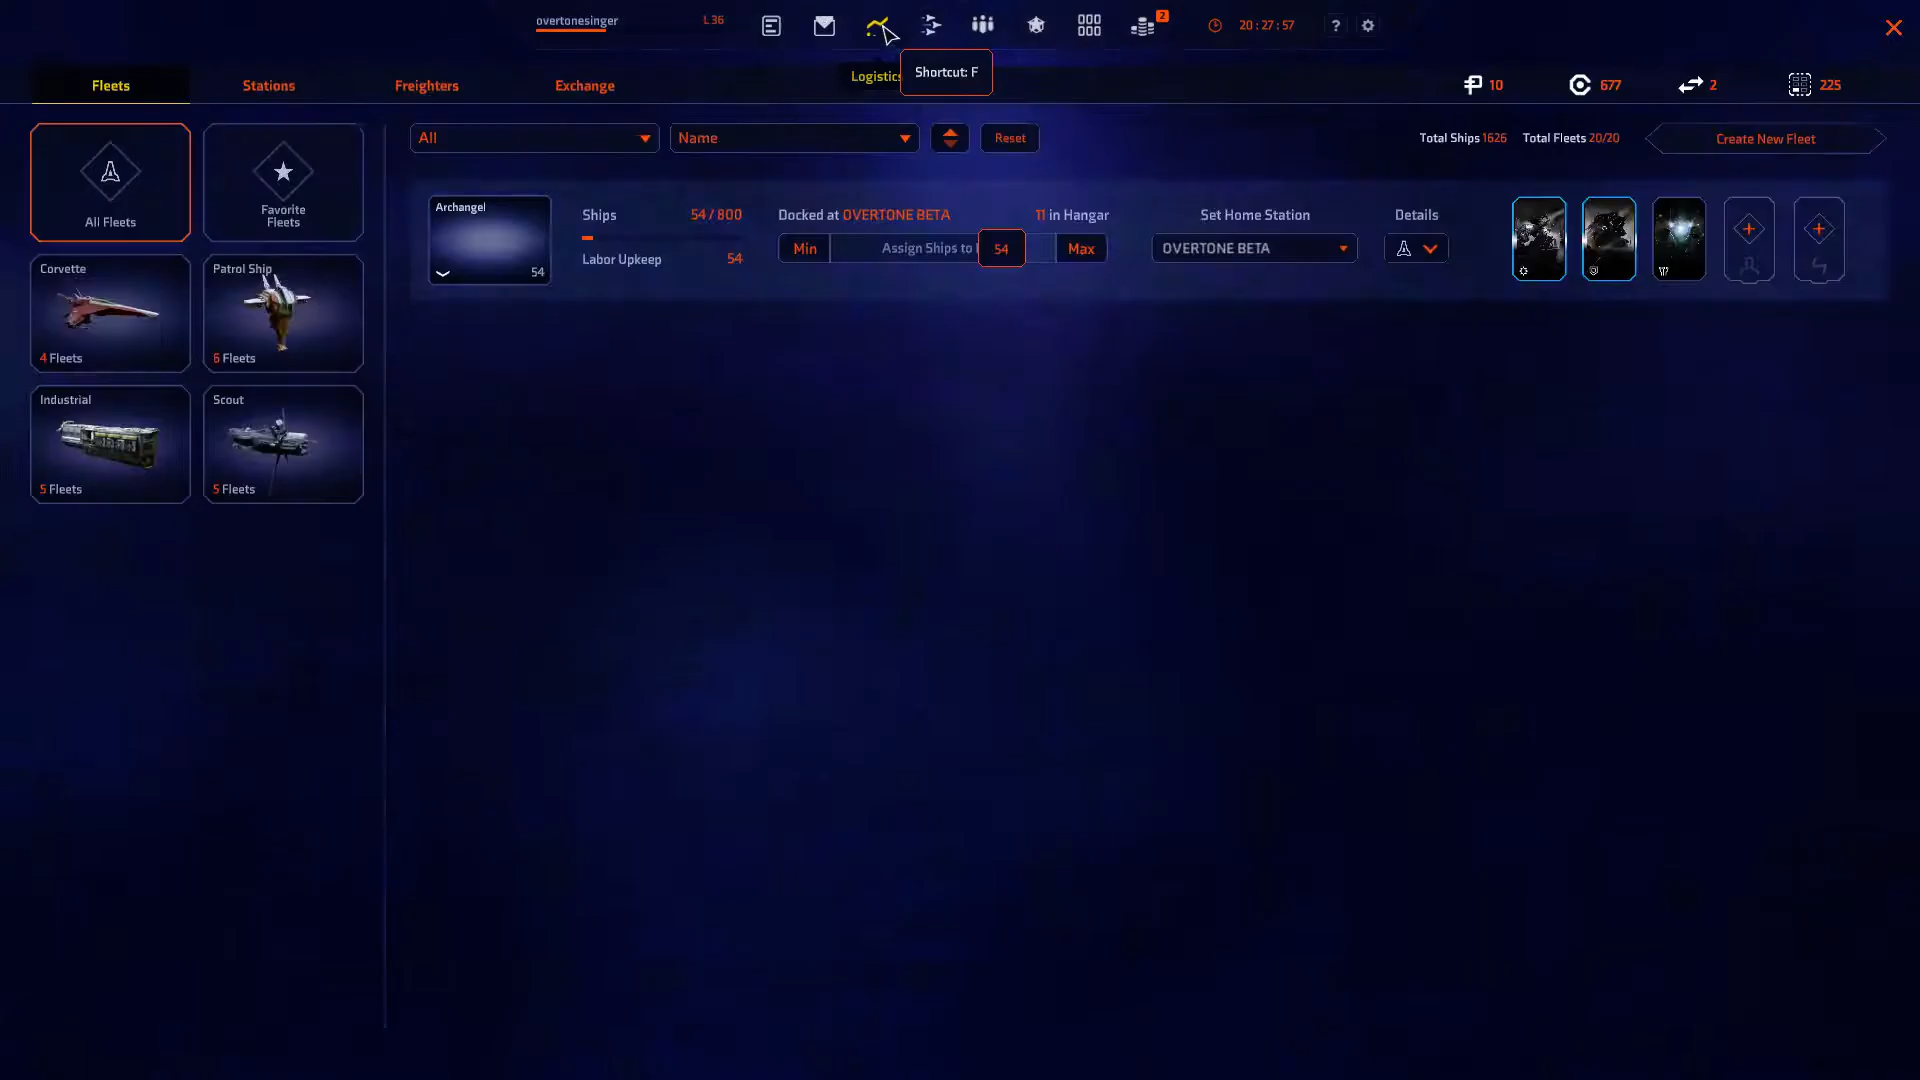 overtonesinger L 36
2
20:27:57
?
Fleets Stations Freighters Exchange
Logistics
Shortcut: F
10 677 2 225
All Name Reset
Total Ships 1626 Total Fleets 20/20 Create New Fleet
All Fleets
Favorite
Fleets
Corvette
4 Fleets
Patrol Ship
6 Fleets
Industrial
5 Fleets
Scout
5 Fleets
Archangel
54
Ships 54 / 800
Labor Upkeep 54
Docked at OVERTONE BETA 11 in Hangar
Min Assign Ships to 54 Max
Set Home Station
OVERTONE BETA
Details